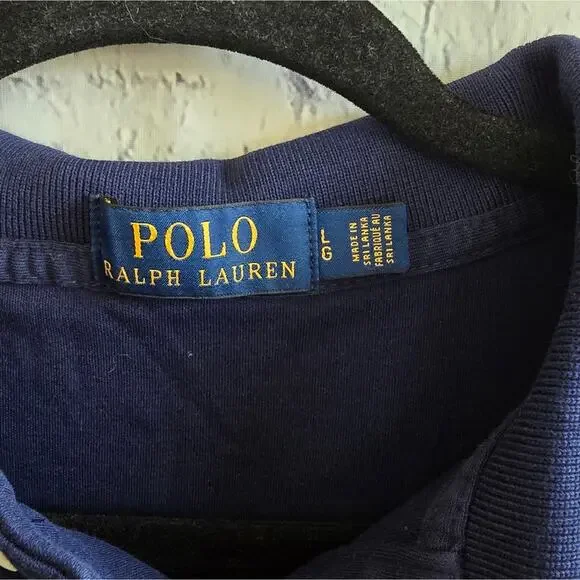 POLO
RALPH LAUREN
L
G
MADE IN
SRI LANKA
FABRIQUÉ AU
SRI LANKA